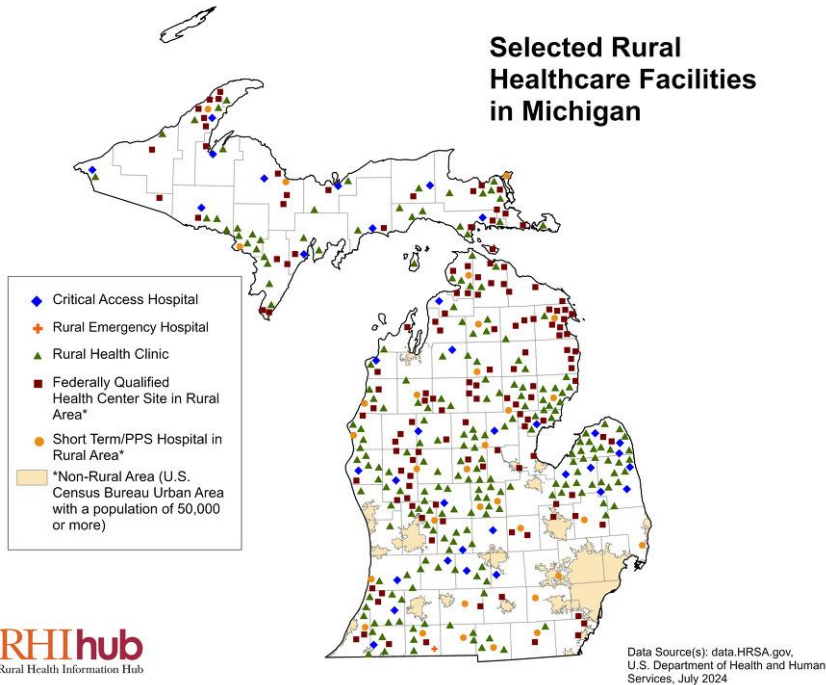 Selected Rural
Healthcare Facilities
in Michigan
Critical Access Hospital
Rural Emergency Hospital
Rural Health Clinic
Federally Qualified
Health Center Site in Rural
Area*
Short Term/PPS Hospital in
Rural Area*
*Non-Rural Area (U.S.
Census Bureau Urban Area
with a population of 50,000
or more)
RHIhub
Rural Health Information Hub
Data Source(s): data.HRSA.gov,
U.S. Department of Health and Human
Services, July 2024